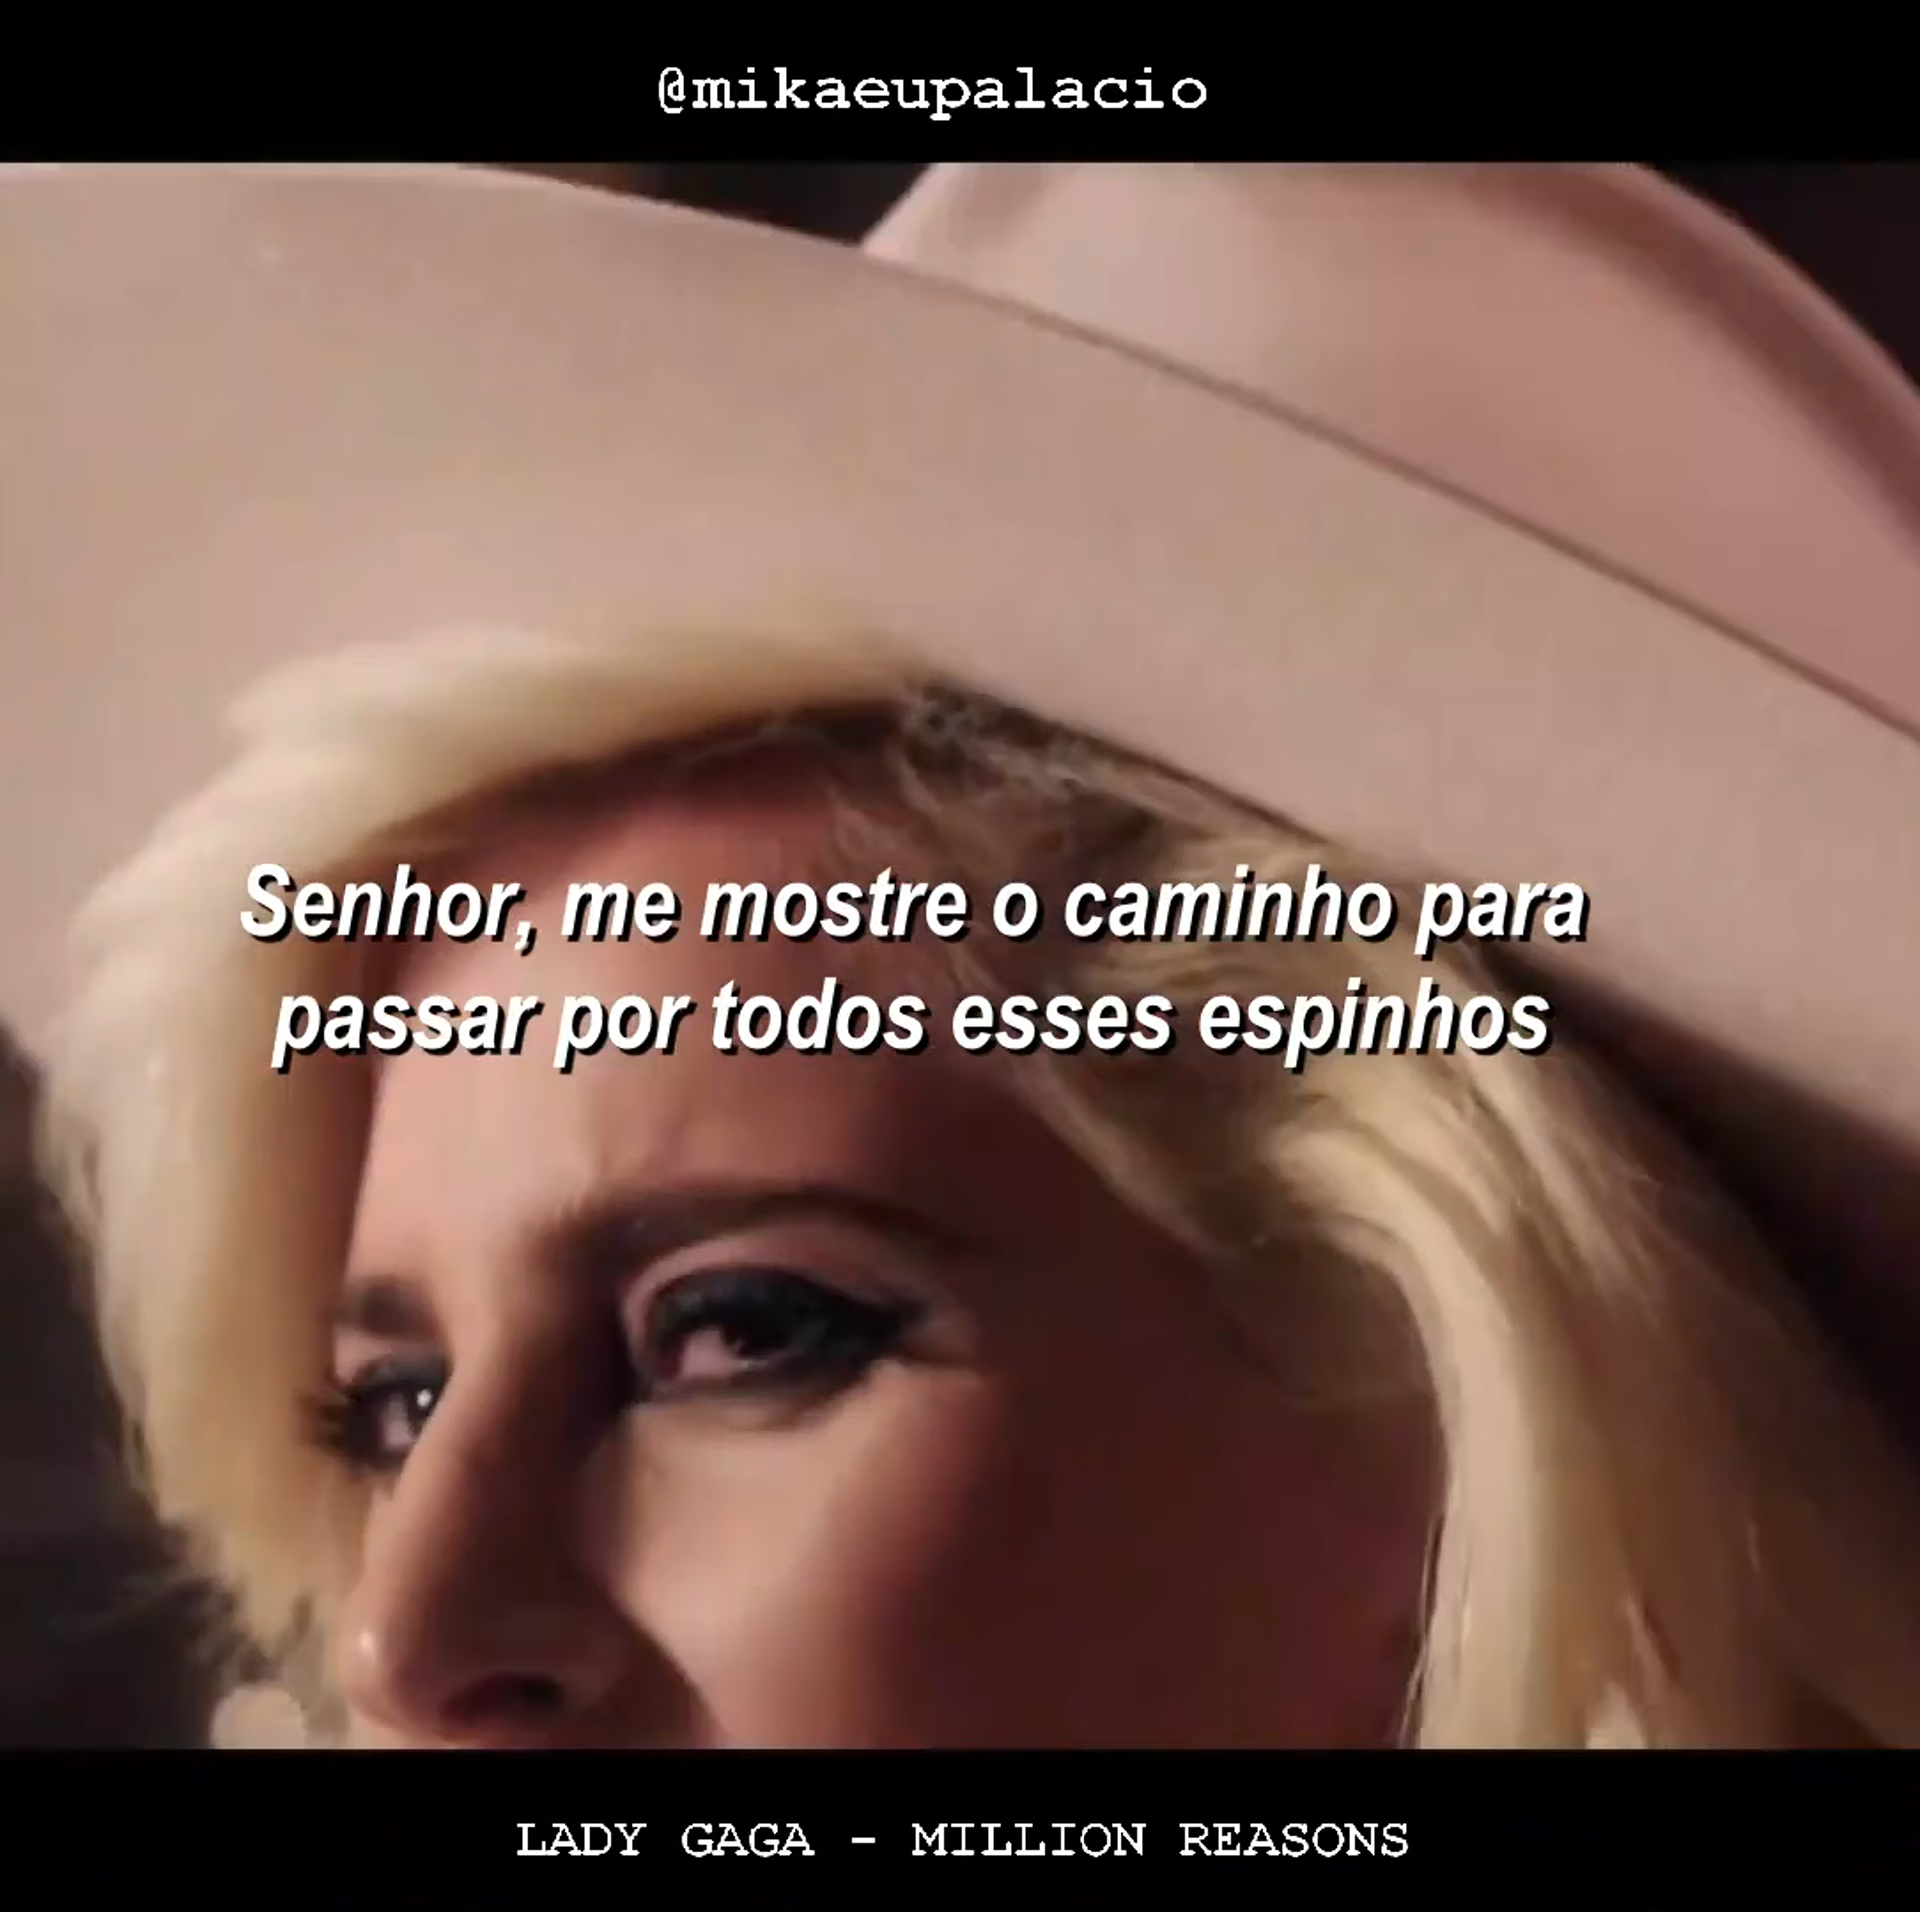 @mikaeupalacio
Senhor, me mostre o caminho para
passar por todos esses espinhos
LADY GAGA - MILLION REASONS